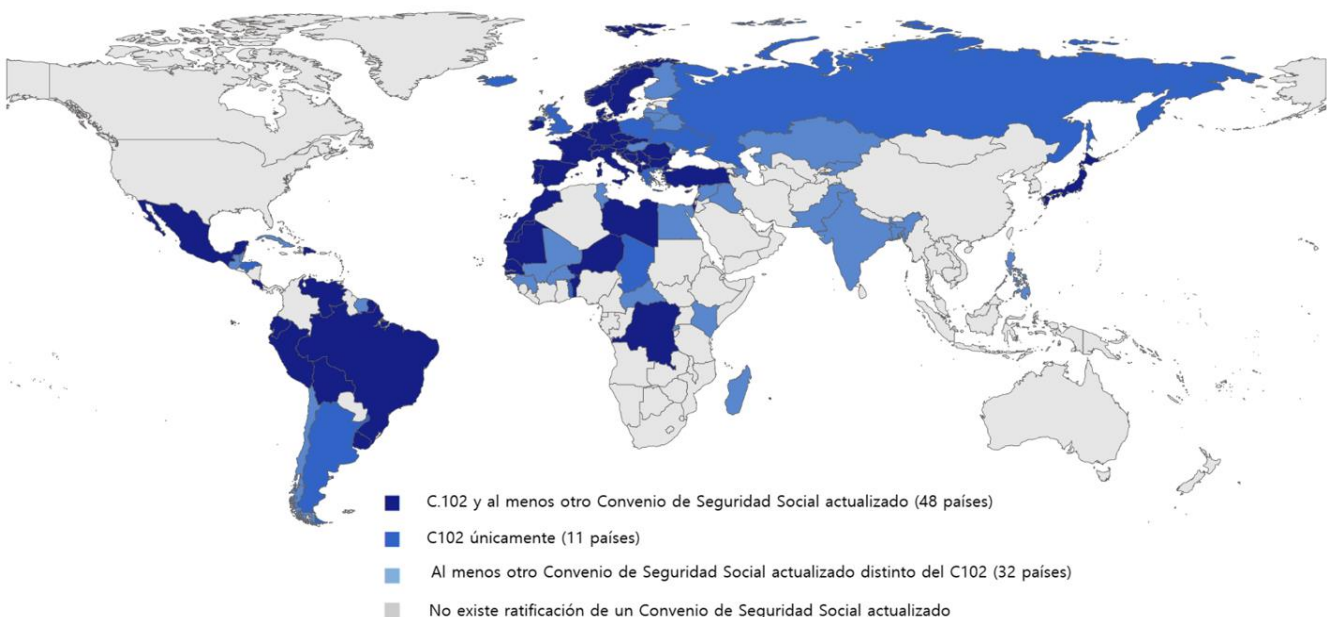 C.102 y al menos otro Convenio de Seguridad Social actualizado (48 países)
C102 únicamente (11 países)
Al menos otro Convenio de Seguridad Social actualizado distinto del C102 (32 países)
No existe ratificación de un Convenio de Seguridad Social actualizado